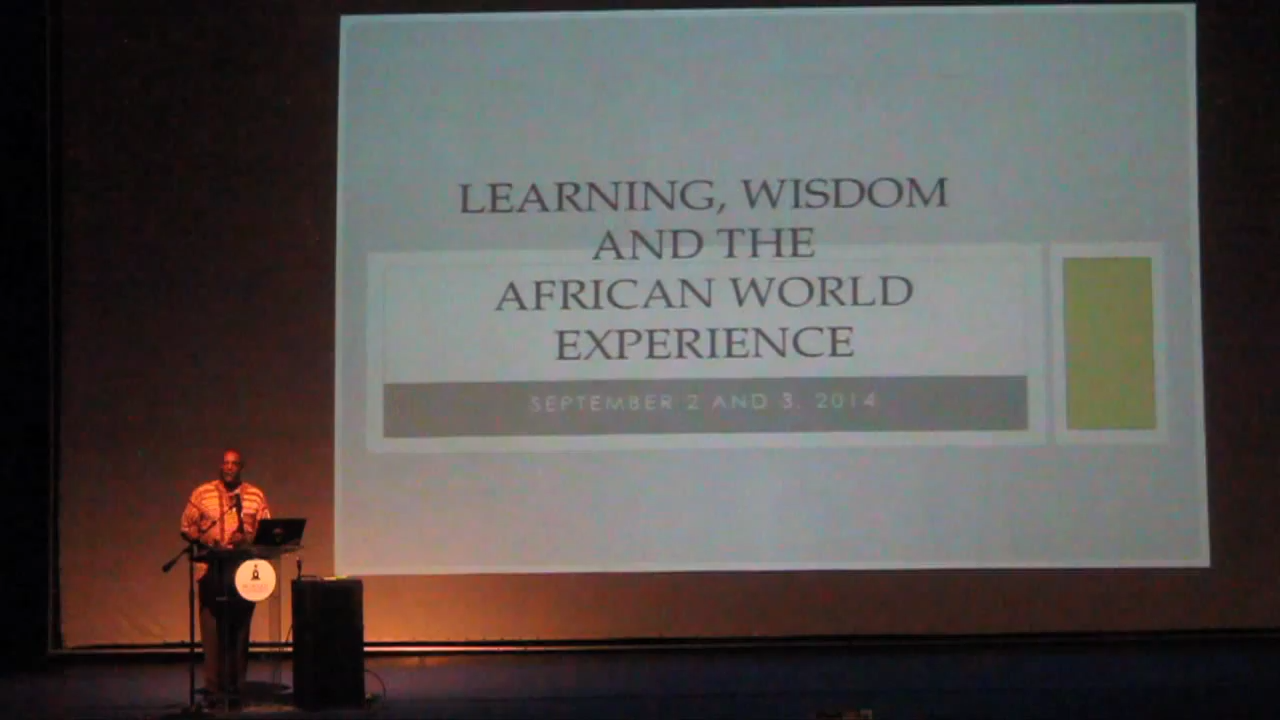 LEARNING, WISDOM
AND THE
AFRICAN WORLD
EXPERIENCE
SEPTEMBER 2 AND 3, 2014